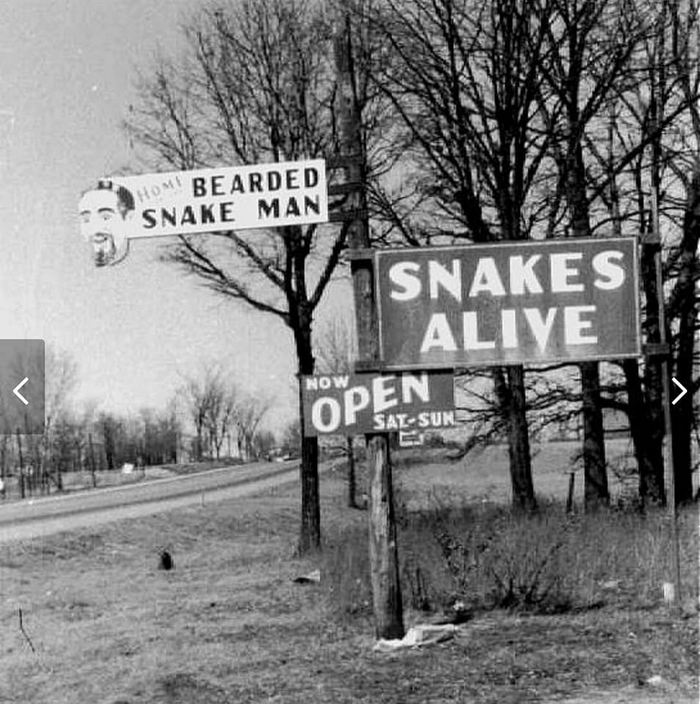 HOME BEARDED
SNAKE MAN
SNAKES
ALIVE
NOW
OPEN
SAT.-SUN